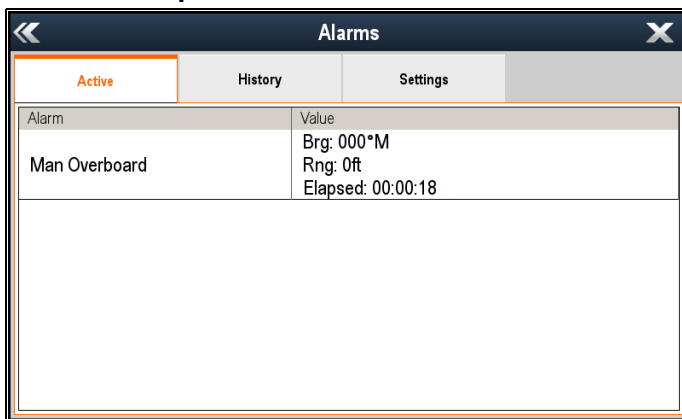 Alarms
Active History Settings
Alarm Value
Man Overboard
Brg: 000°M
Rng: 0ft
Elapsed: 00:00:18